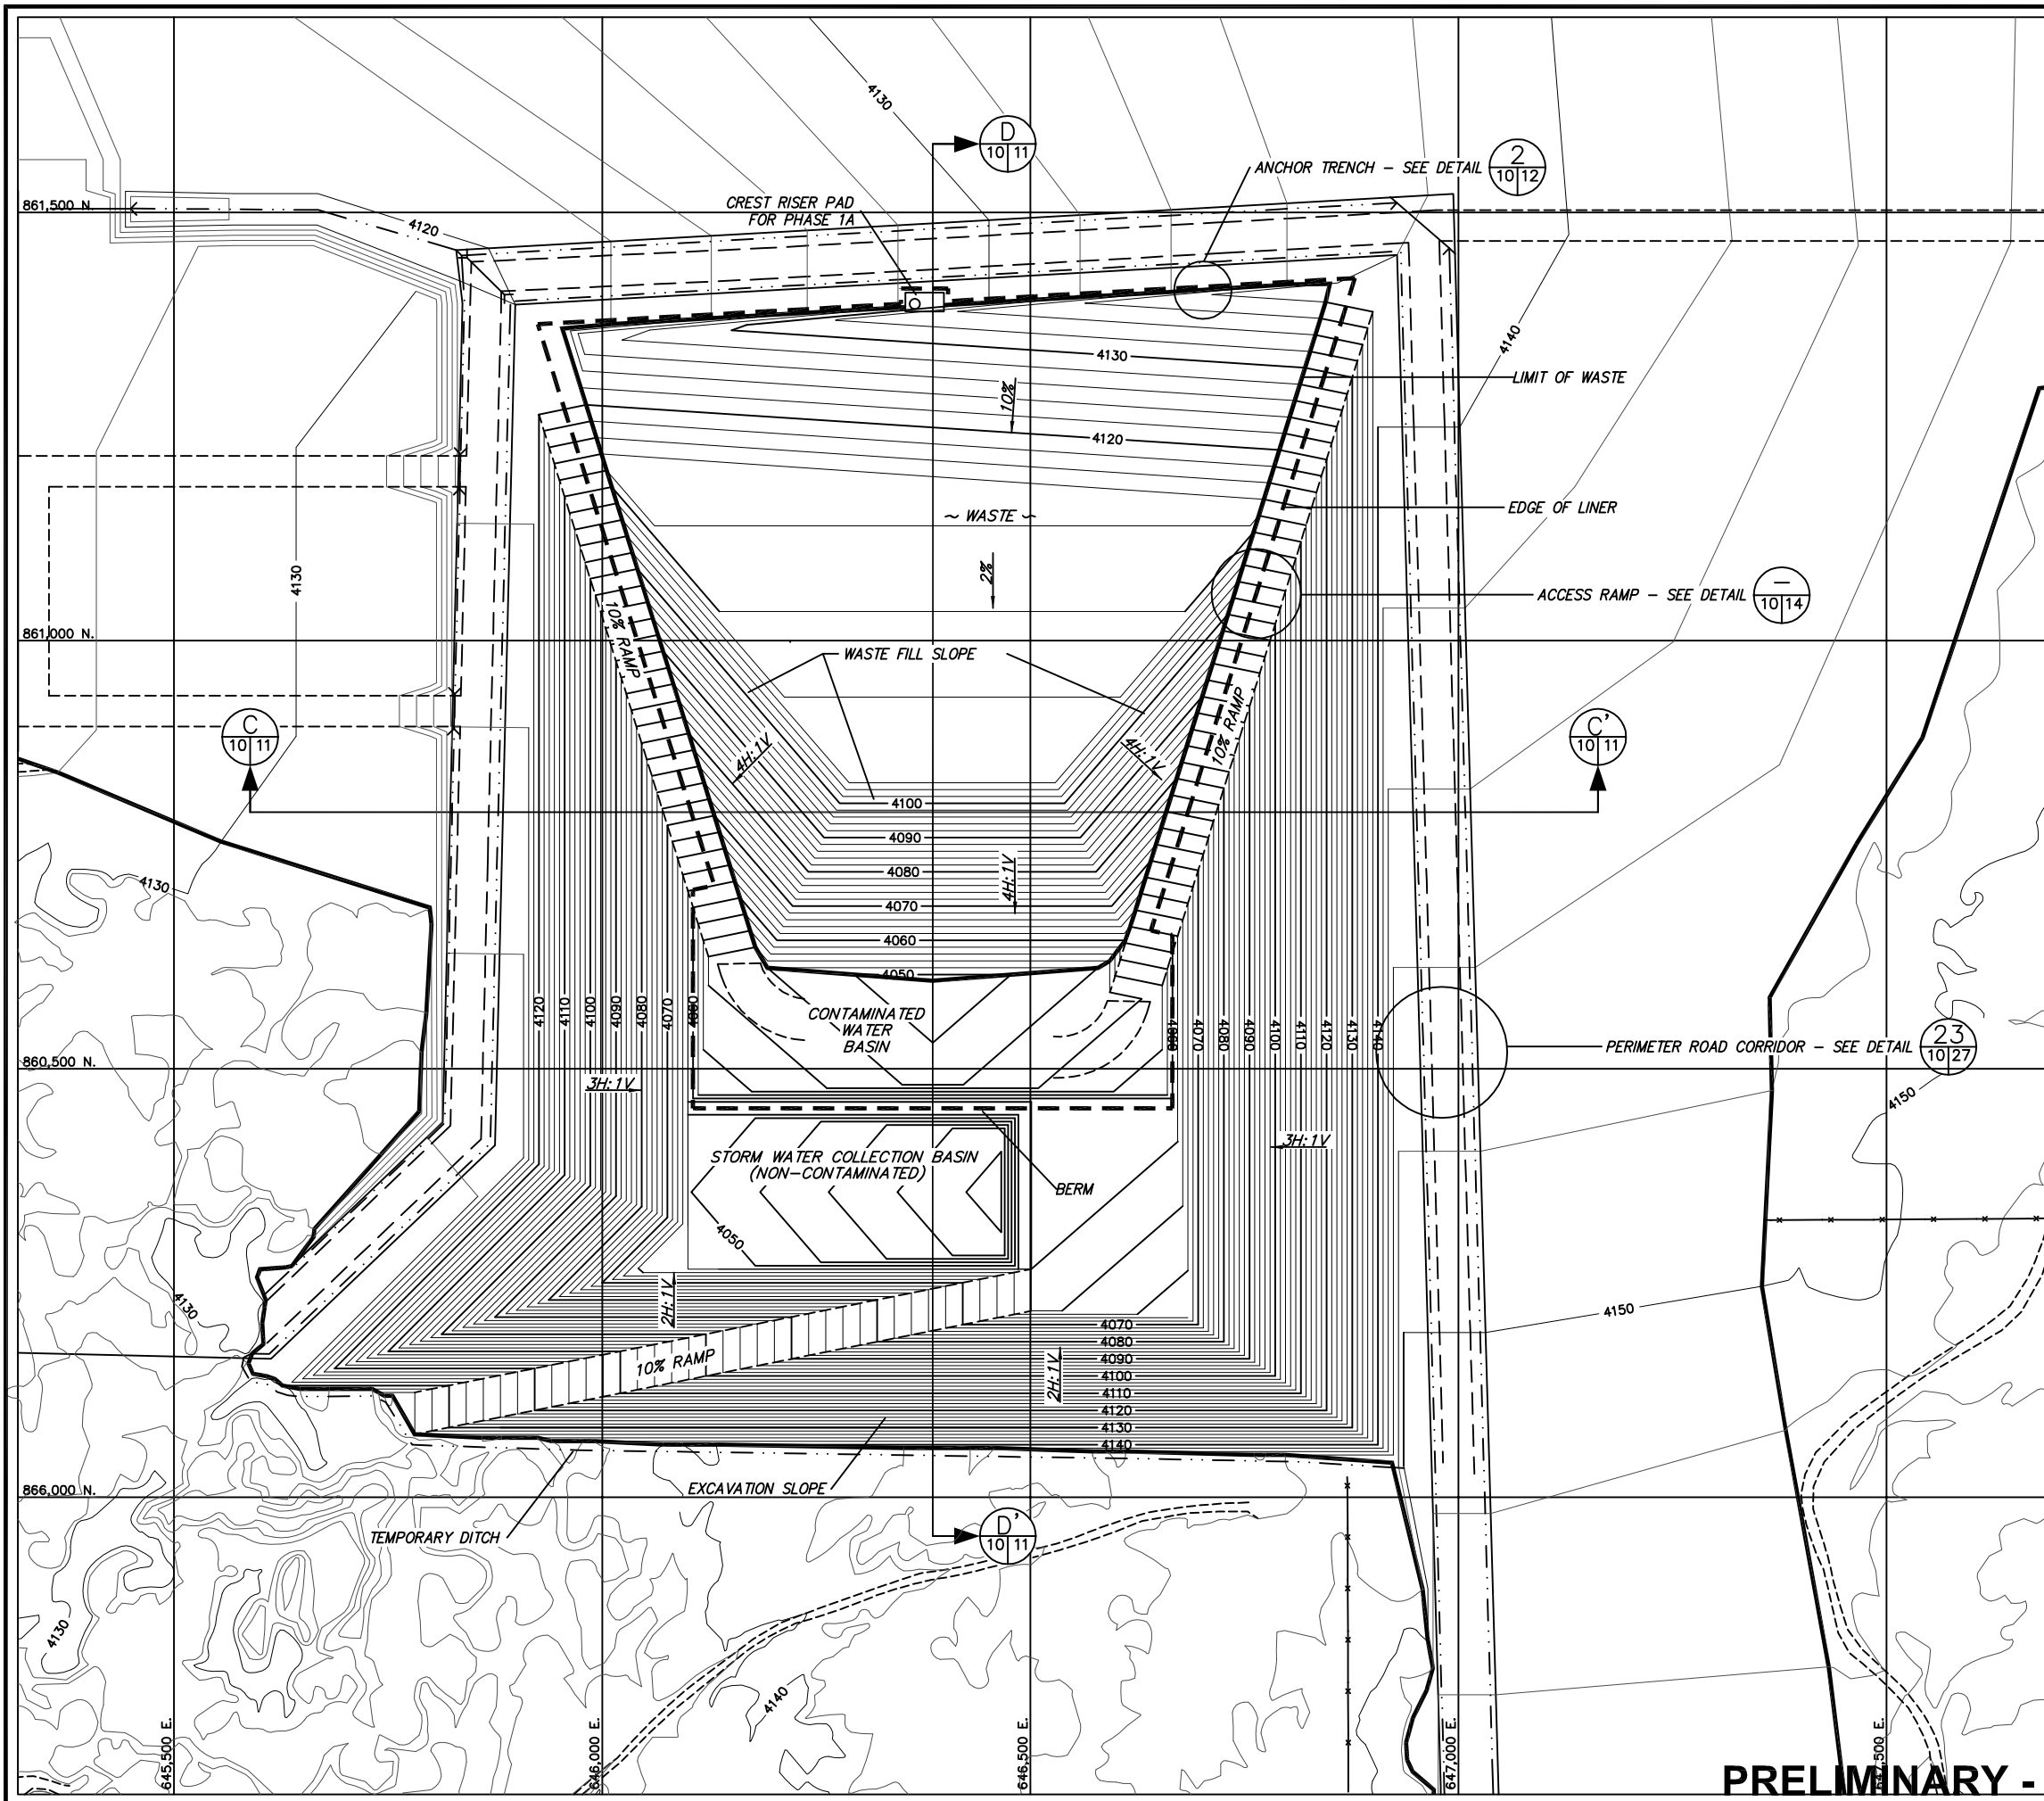 4130
D
10 11
ANCHOR TRENCH - SEE DETAIL
2
10 12
CREST RISER PAD
FOR PHASE 1A
861,500 N.
4120
4140
4130
LIMIT OF WASTE
10%
4120
EDGE OF LINER
~ WASTE ~
4130
2%
ACCESS RAMP - SEE DETAIL
–
10 14
10% RAMP
861,000 N.
WASTE FILL SLOPE
10% RAMP
C
10 11
C'
10 11
4H:1V
4H:1V
4100
4090
4080
4H:1V
4130
4070
4060
4050
CONTAMINATED
WATER
BASIN
4120
4110
4100
4090
4080
4070
4060
4060
4070
4080
4090
4100
4110
4120
4130
4140
PERIMETER ROAD CORRIDOR - SEE DETAIL
23
10 27
860,500 N.
3H:1V
4150
3H:1V
STORM WATER COLLECTION BASIN
(NON-CONTAMINATED)
BERM
4050
4130
2H:1V
4150
4070
4080
4090
4100
4110
4120
4130
4140
10% RAMP
2H:1V
EXCAVATION SLOPE
866,000 N.
TEMPORARY DITCH
D'
10 11
4130
4140
645,500 E.
646,000 E.
646,500 E.
647,000 E.
647,500 E.
PRELIMINARY -